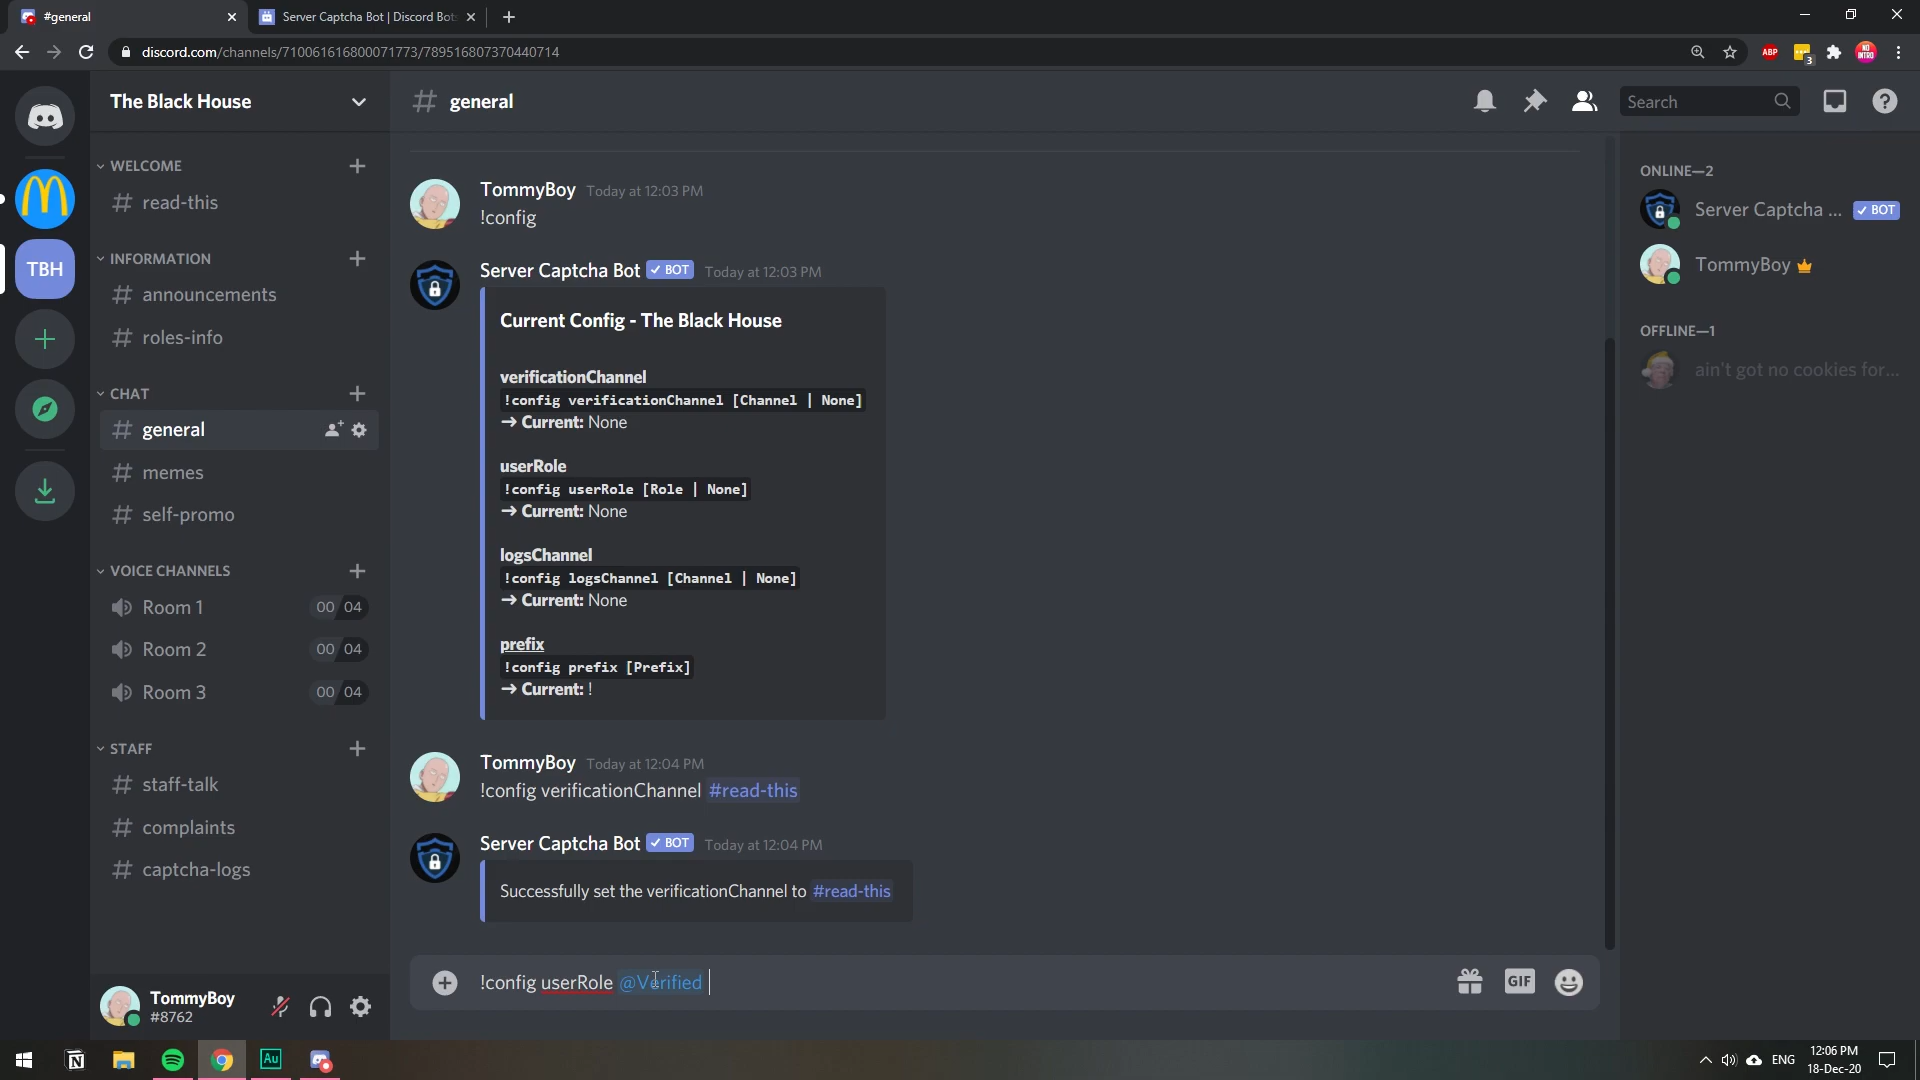 #general
Server Captcha Bot | Discord Bots
discord.com/channels/710061616800071773/789516807370440714
ABP
3
NO INTRO
The Black House
general
Search
WELCOME
read-this
TBH
INFORMATION
announcements
roles-info
CHAT
general
memes
self-promo
VOICE CHANNELS
Room 1
00 04
Room 2
00 04
Room 3
00 04
STAFF
staff-talk
complaints
captcha-logs
TommyBoy
#8762
TommyBoy Today at 12:03 PM
!config
Server Captcha Bot ✓ BOT Today at 12:03 PM
Current Config - The Black House
verificationChannel
!config verificationChannel [Channel | None]
→ Current: None
userRole
!config userRole [Role | None]
→ Current: None
logsChannel
!config logsChannel [Channel | None]
→ Current: None
prefix
!config prefix [Prefix]
→ Current: !
TommyBoy Today at 12:04 PM
!config verificationChannel #read-this
Server Captcha Bot ✓ BOT Today at 12:04 PM
Successfully set the verificationChannel to #read-this
!config userRole @Verified
GIF
ONLINE—2
Server Captcha ... ✓ BOT
TommyBoy
OFFLINE—1
ain't got no cookies for...
Au
ENG
12:06 PM
18-Dec-20